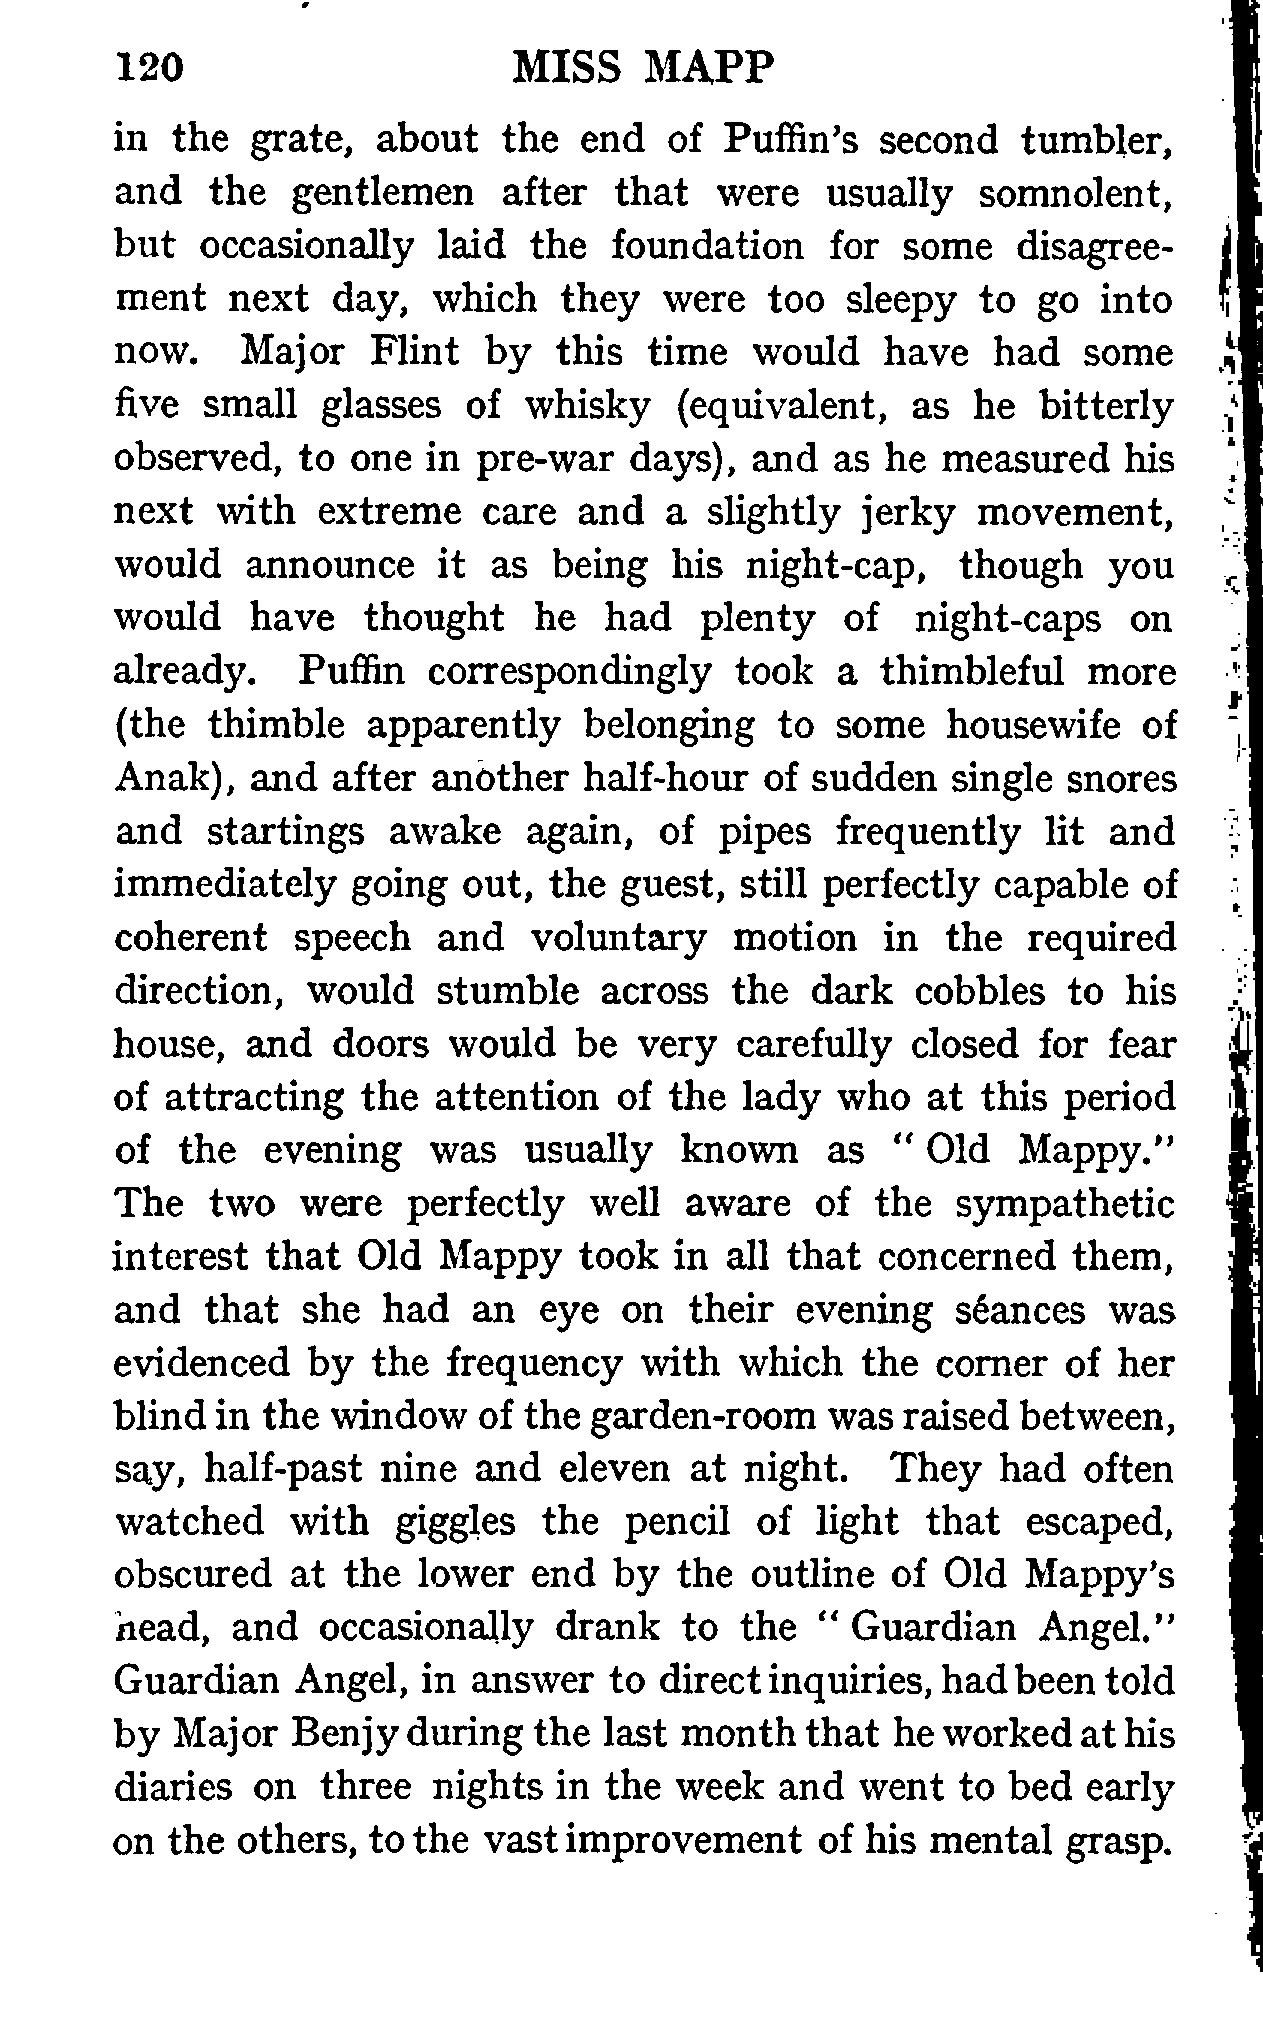 120 MISS MAPP
in the grate, about the end of Puffin's second tumbler,
and the gentlemen after that were usually somnolent,
but occasionally laid the foundation for some disagree-
ment next day, which they were too sleepy to go into
now. Major Flint by this time would have had some
five small glasses of whisky (equivalent, as he bitterly
observed, to one in pre-war days), and as he measured his
next with extreme care and a slightly jerky movement,
would announce it as being his night-cap, though you
would have thought he had plenty of night-caps on
already. Puffin correspondingly took a thimbleful more
(the thimble apparently belonging to some housewife of
Anak), and after another half-hour of sudden single snores
and startings awake again, of pipes frequently lit and
immediately going out, the guest, still perfectly capable of
coherent speech and voluntary motion in the required
direction, would stumble across the dark cobbles to his
house, and doors would be very carefully closed for fear
of attracting the attention of the lady who at this period
of the evening was usually known as " Old Mappy."
The two were perfectly well aware of the sympathetic
interest that Old Mappy took in all that concerned them,
and that she had an eye on their evening séances was
evidenced by the frequency with which the corner of her
blind in the window of the garden-room was raised between,
say, half-past nine and eleven at night. They had often
watched with giggles the pencil of light that escaped,
obscured at the lower end by the outline of Old Mappy's
head, and occasionally drank to the " Guardian Angel."
Guardian Angel, in answer to direct inquiries, had been told
by Major Benjy during the last month that he worked at his
diaries on three nights in the week and went to bed early
on the others, to the vast improvement of his mental grasp.